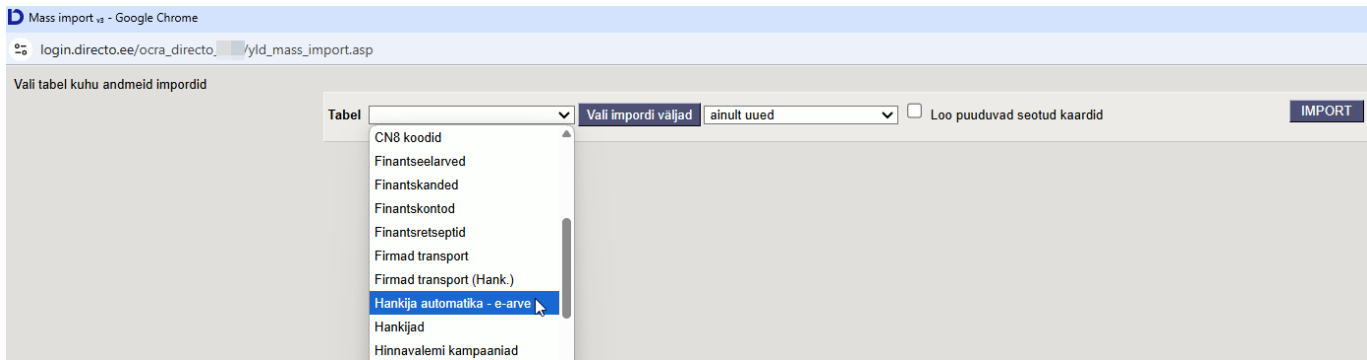 Mass import v3 - Google Chrome
login.directo.ee/ocra_directo_ /yld_mass_import.asp
Vali tabel kuhu andmeid impordid
Tabel Vali impordi väljad ainult uued Loo puuduvad seotud kaardid IMPORT
CN8 koodid
Finantseelarved
Finantskanded
Finantskontod
Finantsretseptid
Firmad transport
Firmad transport (Hank.)
Hankija automatika - e-arve
Hankijad
Hinnavalemi kampaaniad